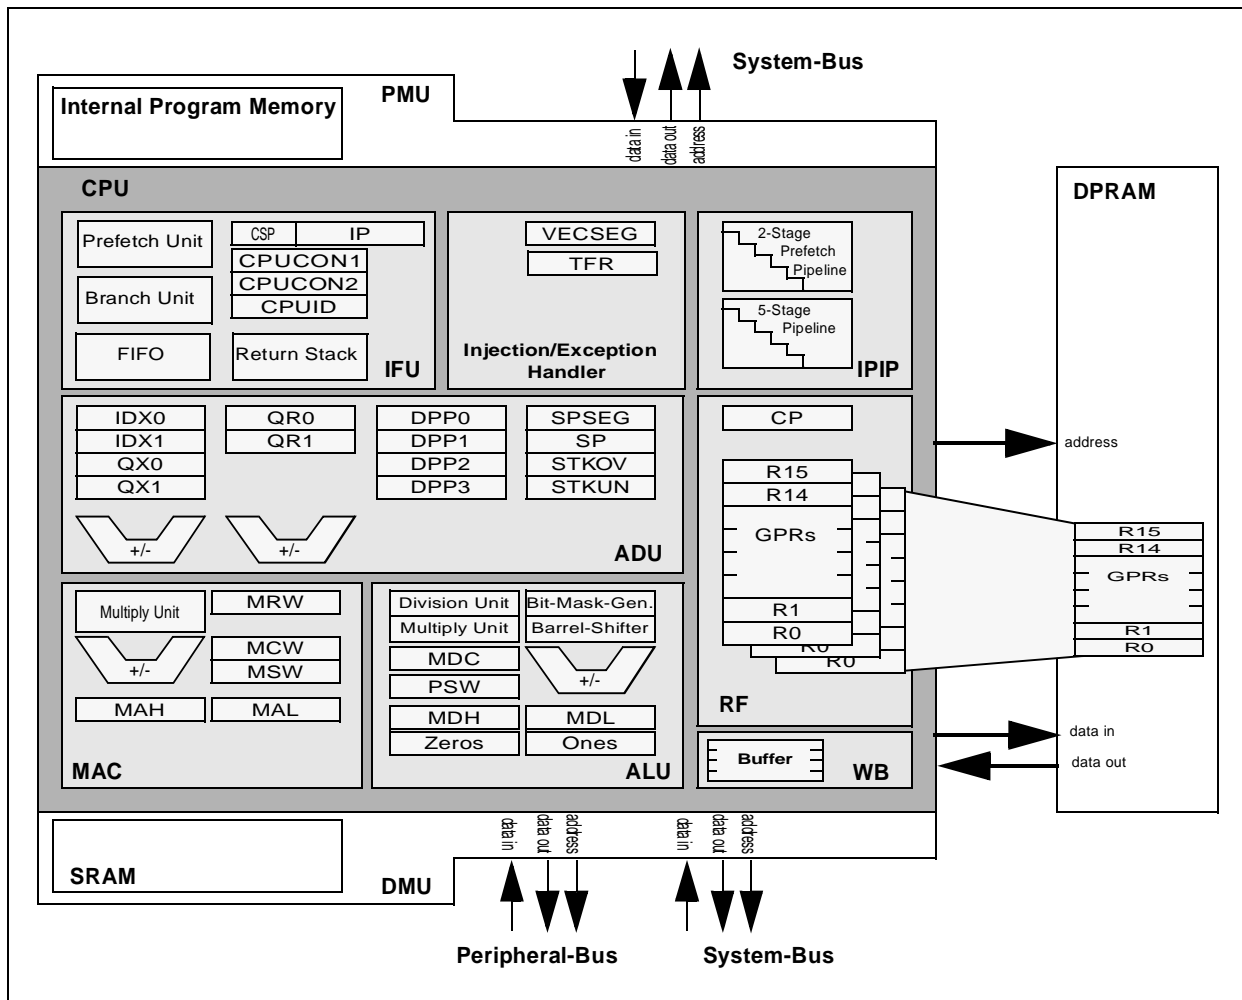 System-Bus
Internal Program Memory
PMU
data in
data out
address
CPU
DPRAM
Prefetch Unit
CSP
IP
CPUCON1
CPUCON2
CPUID
Branch Unit
FIFO
Return Stack
IFU
VECSEG
TFR
Injection/Exception
Handler
2-Stage
Prefetch
Pipeline
5-Stage
Pipeline
IPIP
IDX0
IDX1
QX0
QX1
QR0
QR1
DPP0
DPP1
DPP2
DPP3
SPSEG
SP
STKOV
STKUN
+/-
+/-
ADU
CP
R15
R14
GPRs
R1
R0
R0
R0
RF
address
R15
R14
GPRs
R1
R0
Multiply Unit
MRW
+/-
MCW
MSW
MAH
MAL
MAC
Division Unit
Bit-Mask-Gen.
Multiply Unit
Barrel-Shifter
MDC
+/-
PSW
MDH
MDL
Zeros
Ones
ALU
Buffer
WB
data in
data out
SRAM
DMU
data in
data out
address
data in
data out
address
Peripheral-Bus
System-Bus